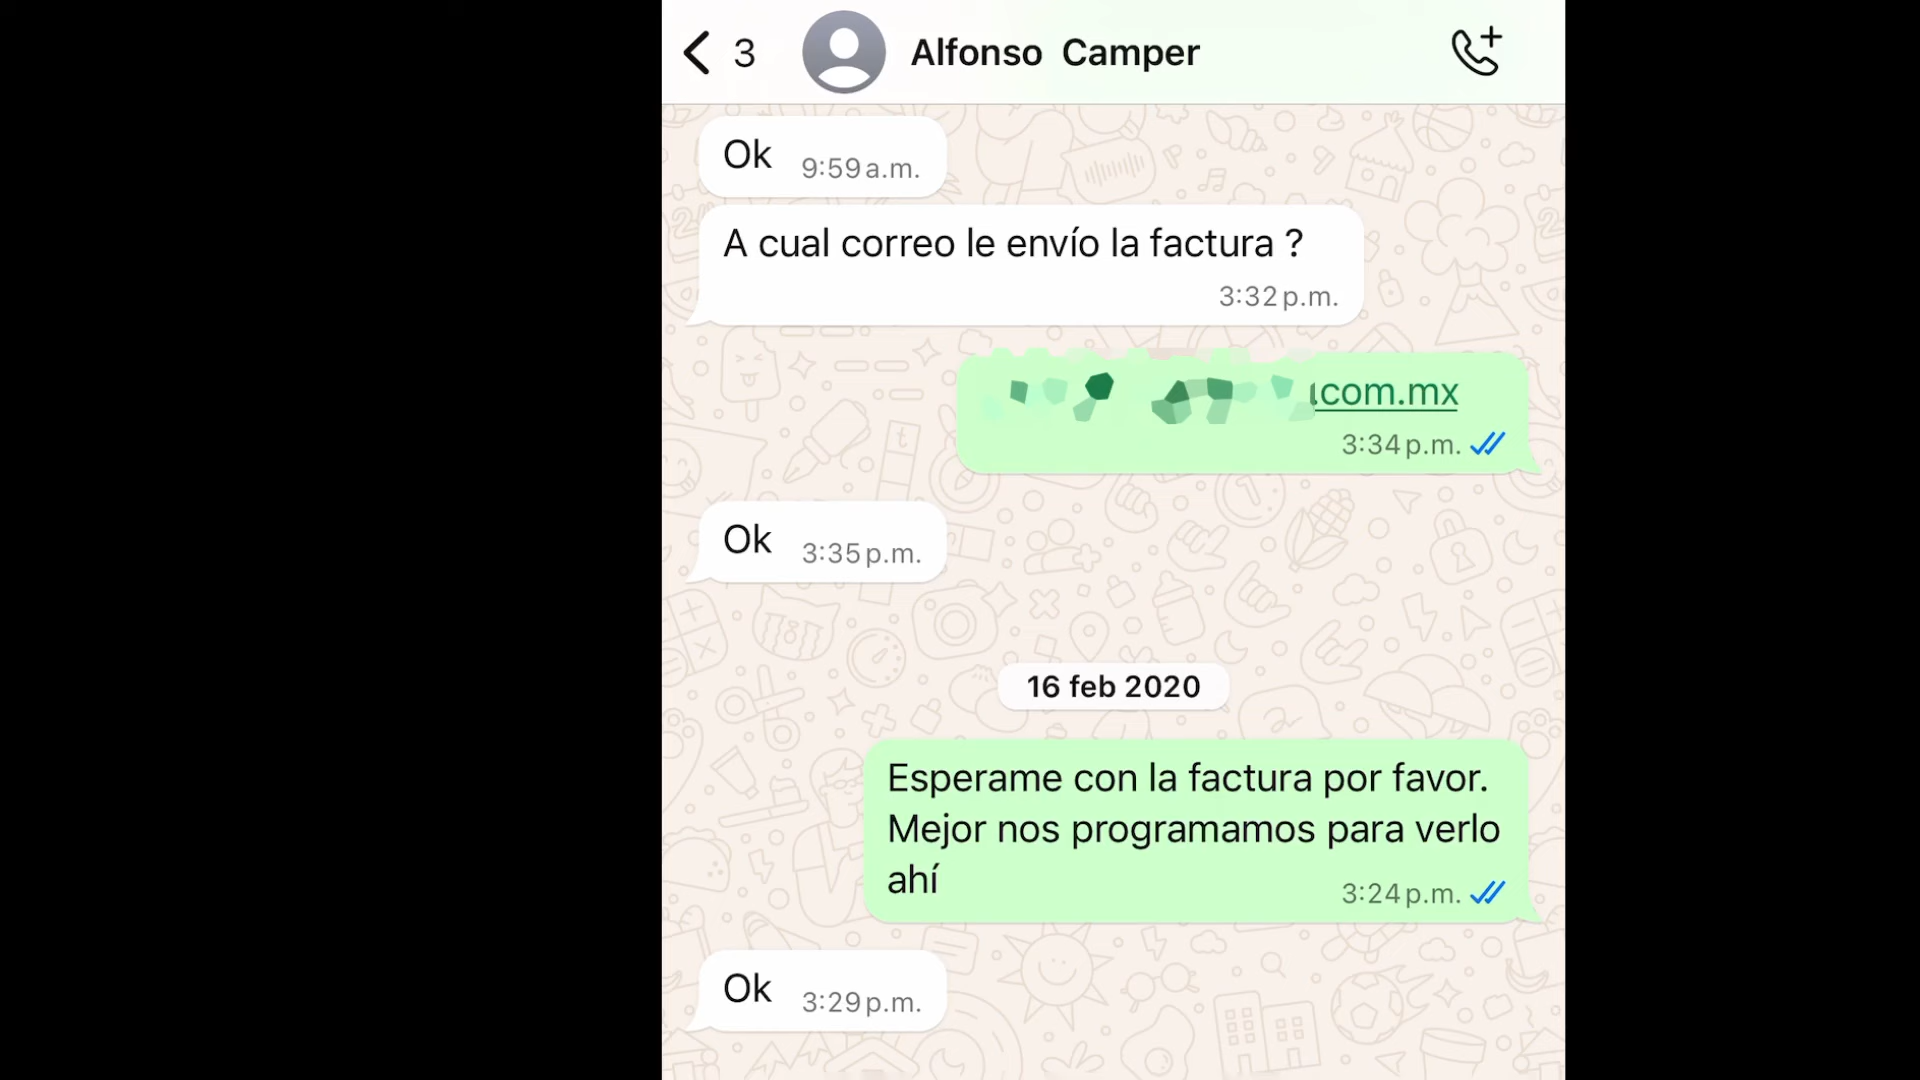 3
Alfonso Camper
Ok
9:59 a.m.
A cual correo le envío la factura ?
3:32 p.m.
.com.mx
3:34 p.m.
Ok
3:35 p.m.
16 feb 2020
Esperame con la factura por favor.
Mejor nos programamos para verlo
ahí
3:24 p.m.
Ok
3:29 p.m.